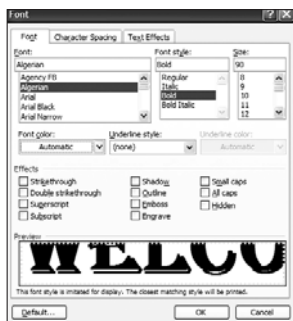 Font
Font Character Spacing Text Effects
Font: Font style: Size:
Algerian Bold 90
Agency FB Regular 8
Algerian Italic 9
Arial Bold 10
Arial Black Bold Italic 11
Arial Narrow 12
Font color: Underline style: Underline color:
Automatic (none) Automatic
Effects
Strikethrough Shadow Small caps
Double strikethrough Outline All caps
Superscript Emboss Hidden
Subscript Engrave
Preview
WELCO
This font style is imitated for display. The closest matching style will be printed.
Default... OK Cancel